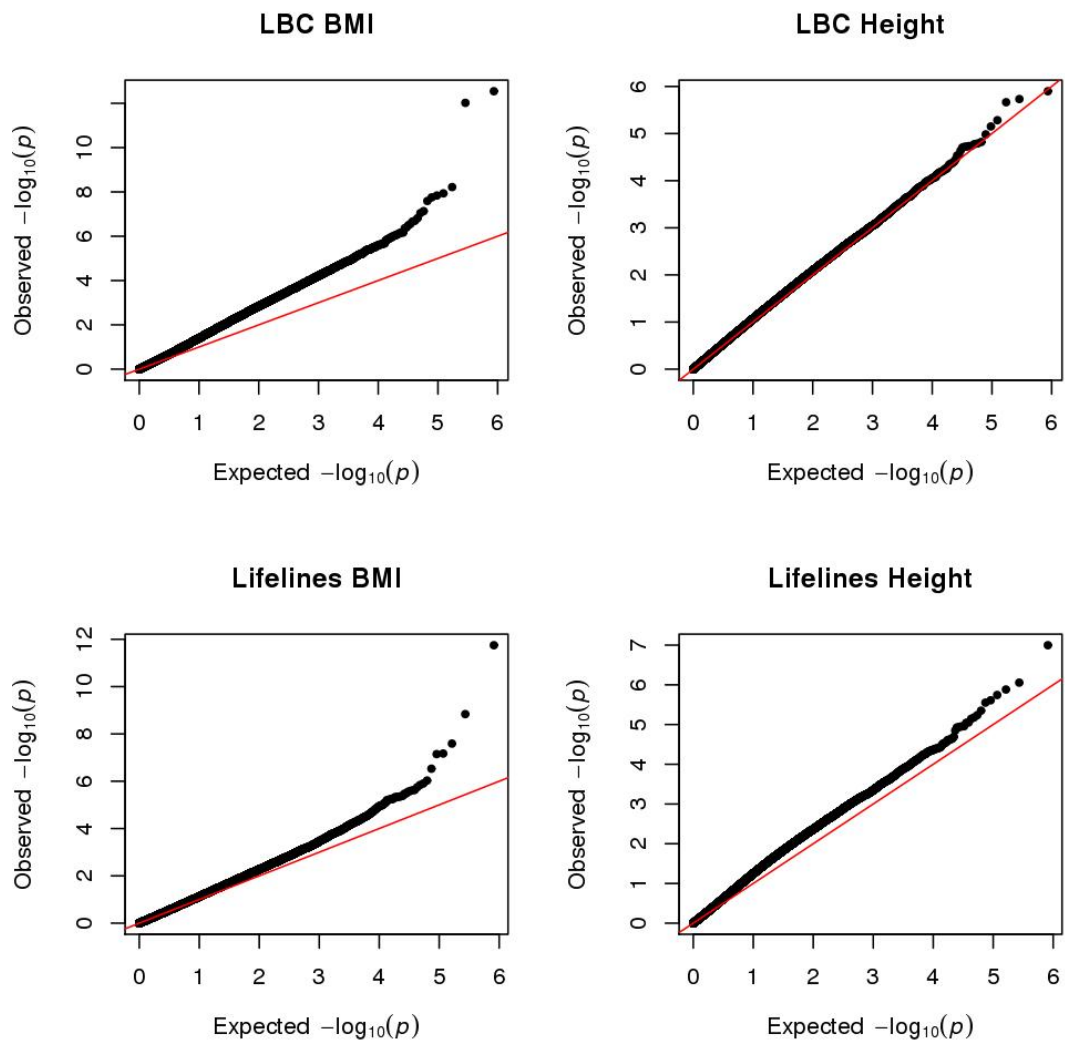 LBC BMI
Observed −log10(p)
0 2 4 6 8 10
0 1 2 3 4 5 6
Expected −log10(p)
LBC Height
Observed −log10(p)
0 1 2 3 4 5 6
0 1 2 3 4 5 6
Expected −log10(p)
Lifelines BMI
Observed −log10(p)
0 2 4 6 8 10 12
0 1 2 3 4 5 6
Expected −log10(p)
Lifelines Height
Observed −log10(p)
0 1 2 3 4 5 6 7
0 1 2 3 4 5 6
Expected −log10(p)